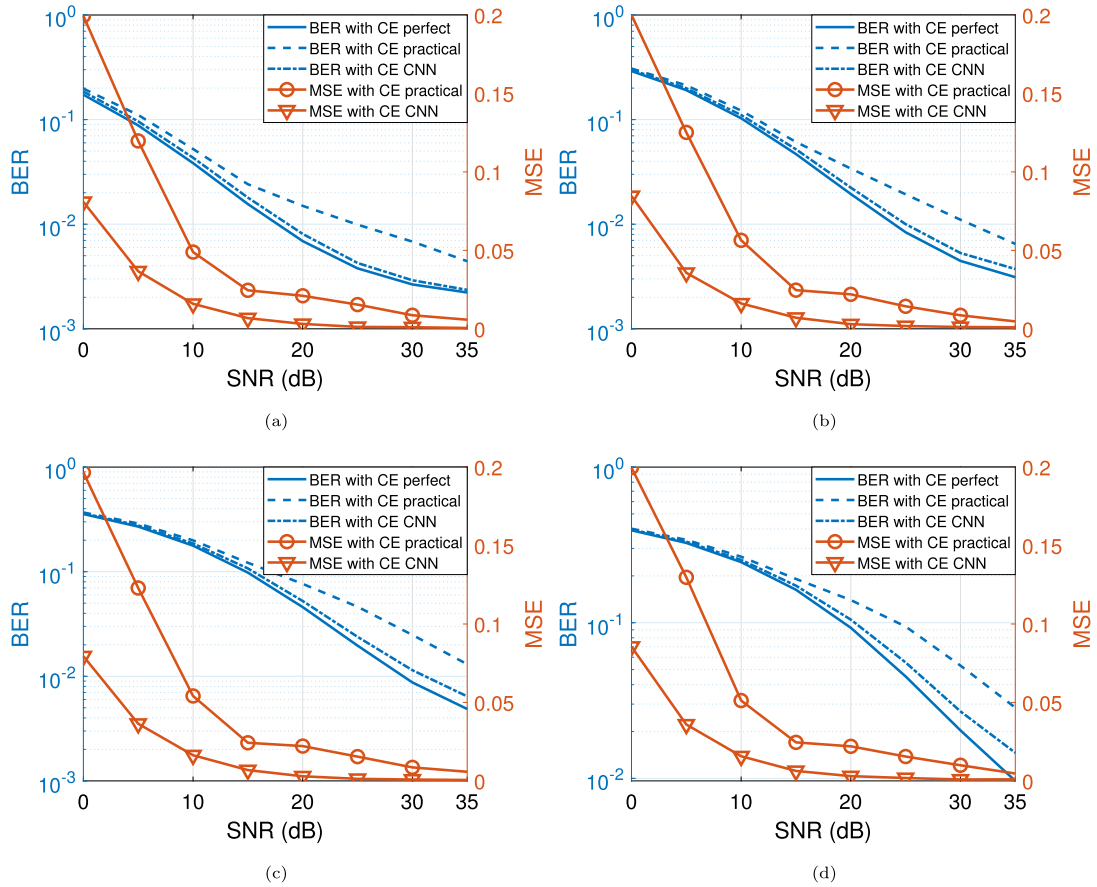 10^0
10^-1
10^-2
10^-3
BER
0 10 20 30 35
SNR (dB)
0.2
0.15
0.1
0.05
0
MSE
BER with CE perfect
BER with CE practical
BER with CE CNN
MSE with CE practical
MSE with CE CNN
(a)
10^0
10^-1
10^-2
10^-3
BER
0 10 20 30 35
SNR (dB)
0.2
0.15
0.1
0.05
0
MSE
BER with CE perfect
BER with CE practical
BER with CE CNN
MSE with CE practical
MSE with CE CNN
(b)
10^0
10^-1
10^-2
10^-3
BER
0 10 20 30 35
SNR (dB)
0.2
0.15
0.1
0.05
0
MSE
BER with CE perfect
BER with CE practical
BER with CE CNN
MSE with CE practical
MSE with CE CNN
(c)
10^0
10^-1
10^-2
BER
0 10 20 30 35
SNR (dB)
0.2
0.15
0.1
0.05
0
MSE
BER with CE perfect
BER with CE practical
BER with CE CNN
MSE with CE practical
MSE with CE CNN
(d)